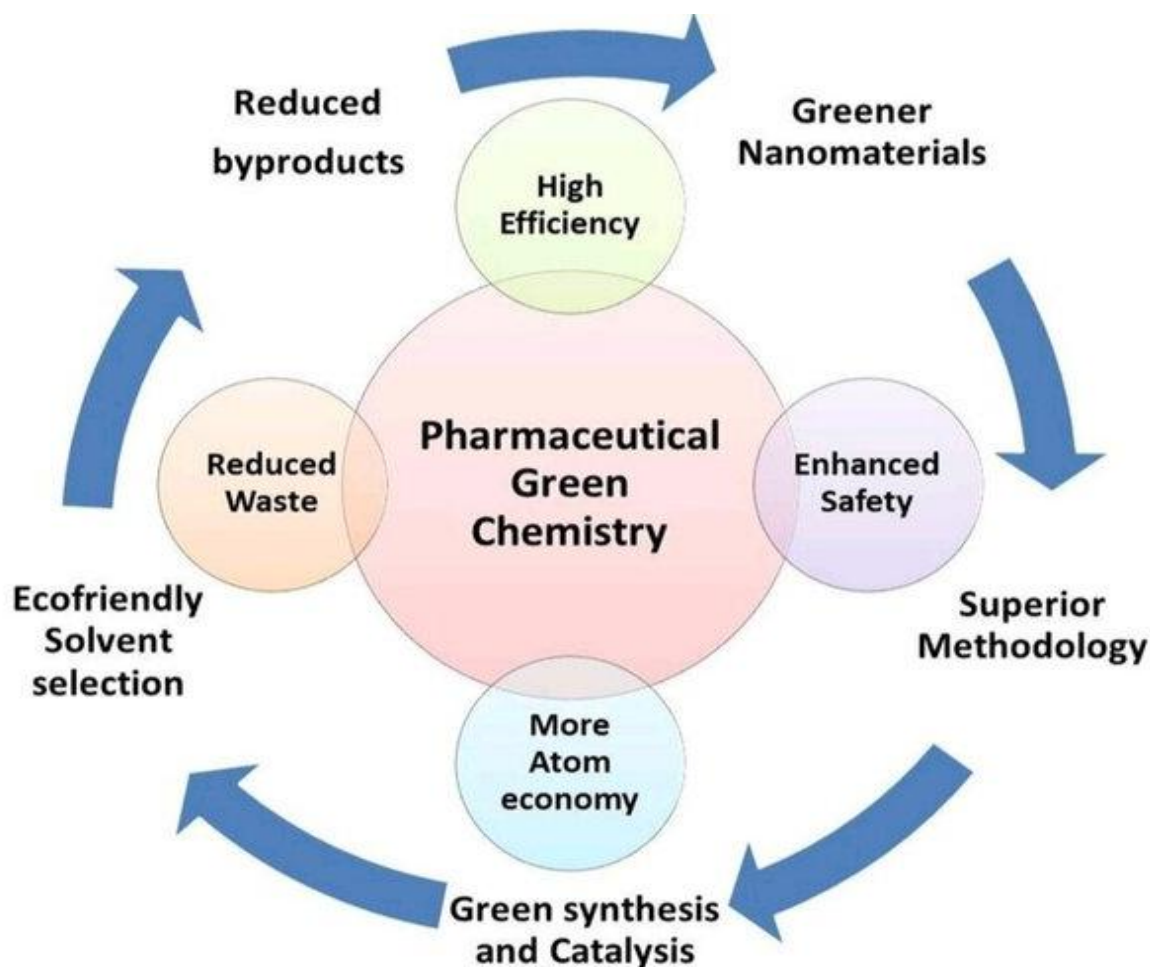 Reduced
byproducts
Greener
Nanomaterials
High
Efficiency
Pharmaceutical
Green
Chemistry
Reduced
Waste
Enhanced
Safety
Ecofriendly
Solvent
selection
Superior
Methodology
More
Atom
economy
Green synthesis
and Catalysis